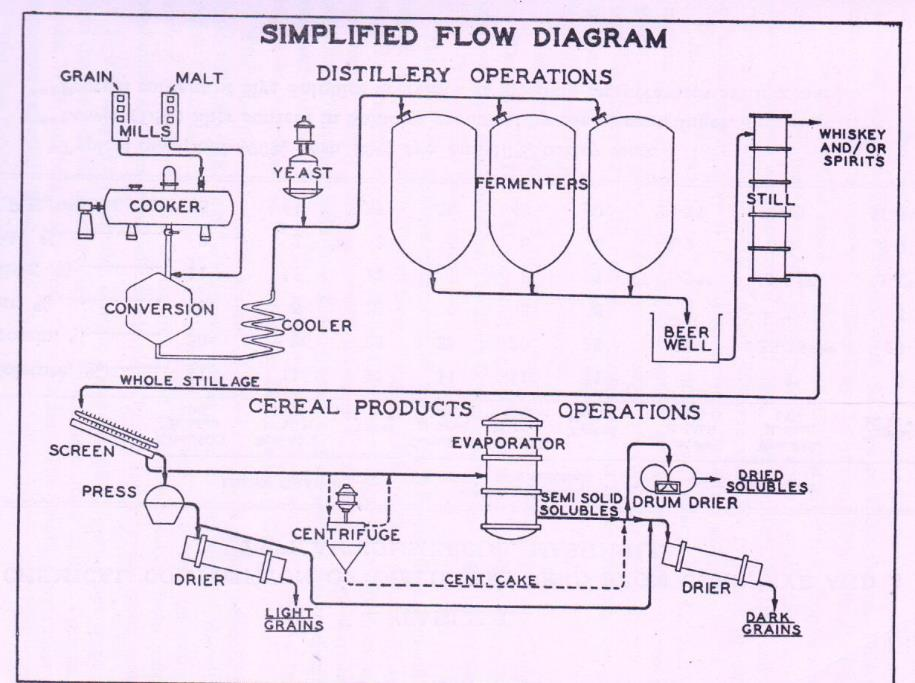 SIMPLIFIED FLOW DIAGRAM
DISTILLERY OPERATIONS
GRAIN
MALT
MILLS
COOKER
CONVERSION
YEAST
COOLER
FERMENTERS
BEER
WELL
STILL
WHISKEY
AND/OR
SPIRITS
WHOLE STILLAGE
CEREAL PRODUCTS OPERATIONS
SCREEN
PRESS
DRIER
LIGHT
GRAINS
CENTRIFUGE
CENT. CAKE
EVAPORATOR
SEMI SOLID
SOLUBLES
DRUM DRIER
DRIED
SOLUBLES
DRIER
DARK
GRAINS